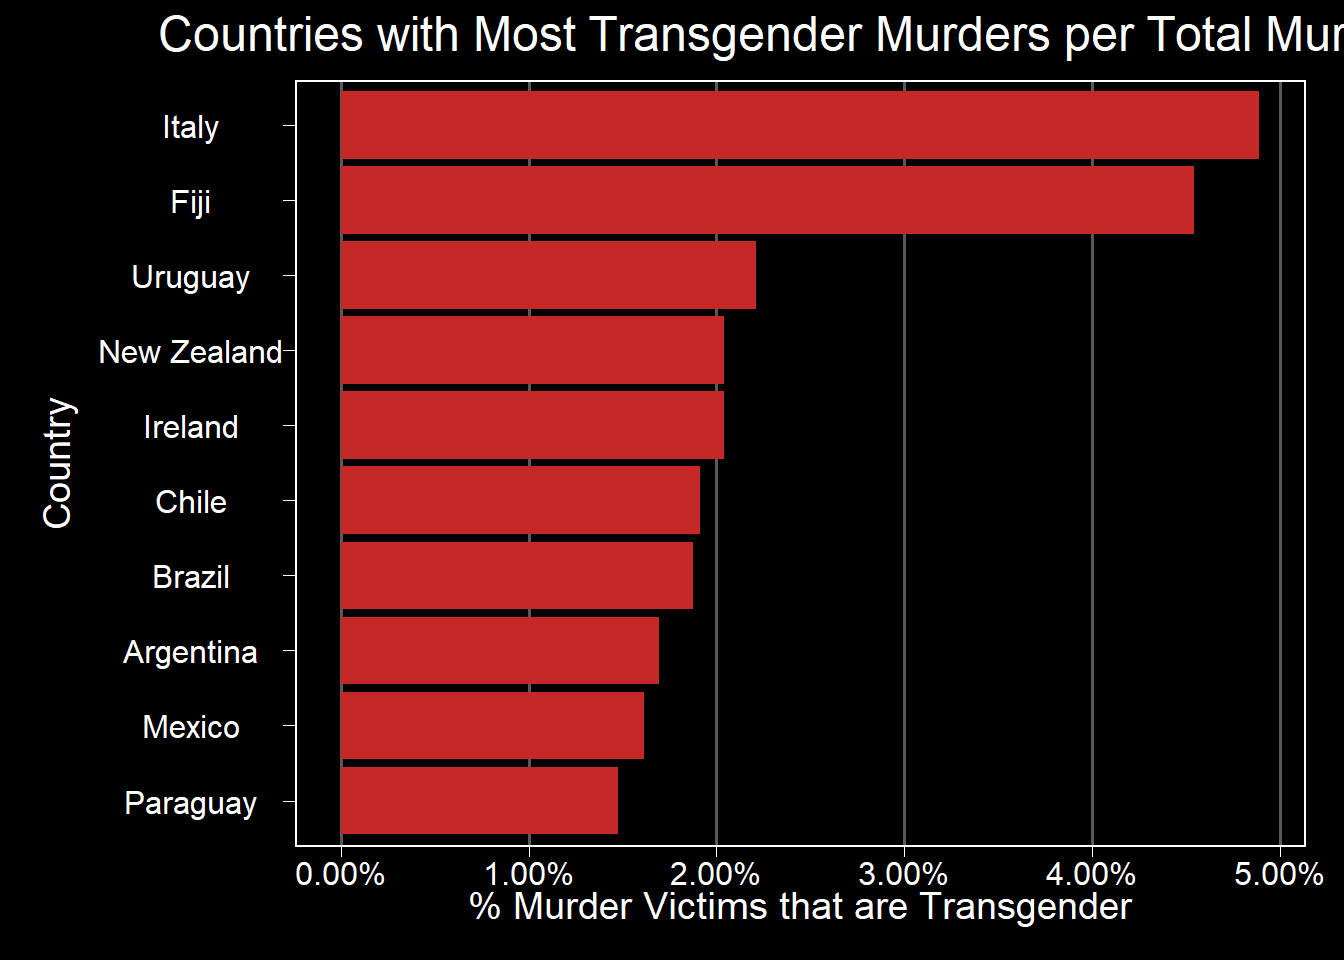 Countries with Most Transgender Murders per Total
Italy
Fiji
Uruguay
New Zealand
Ireland
Chile
Brazil
Argentina
Mexico
Paraguay
Country
0.00% 1.00% 2.00% 3.00% 4.00% 5.00%
% Murder Victims that are Transgender